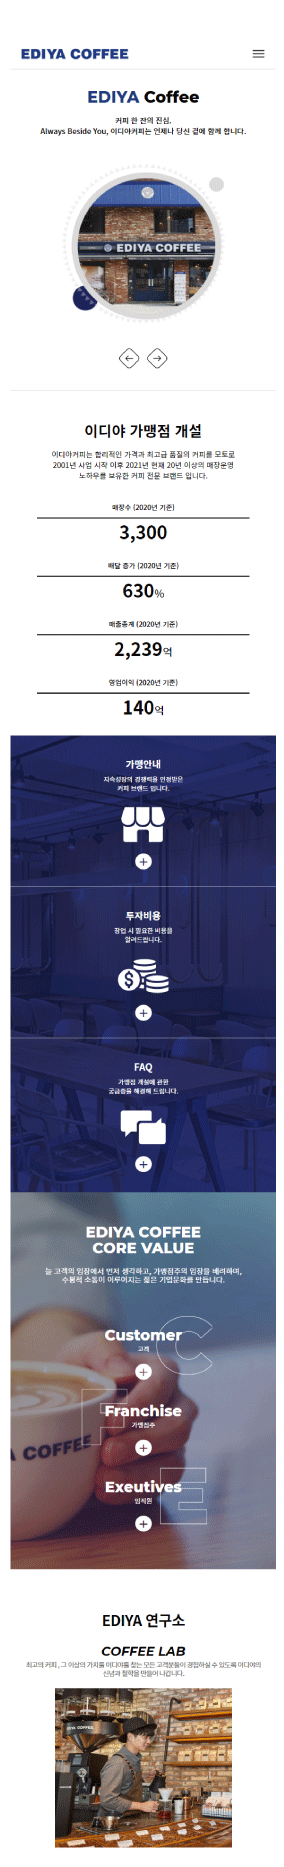 EDIYA COFFEE
EDIYA Coffee
커피 한 잔의 진심.
Always Beside You, 이디야커피는 언제나 당신 곁에 함께 합니다.
EDIYA COFFEE
이디야 가맹점 개설
이디야커피는 합리적인 가격과 최고급 품질의 커피를 모토로
2001년 사업 시작 이후 2021년 현재 20년 이상의 매장운영
노하우를 보유한 커피 전문 브랜드 입니다.
매장수 (2020년 기준)
3,300
배달 증가 (2020년 기준)
630%
매출총계 (2020년 기준)
2,239억
영업이익 (2020년 기준)
140억
가맹안내
지속성장의 경쟁력을 인정받은
커피 브랜드 입니다.
투자비용
창업 시 필요한 비용을
알려드립니다.
FAQ
가맹점 개설에 관한
궁금증을 해결해 드립니다.
EDIYA COFFEE
CORE VALUE
늘 고객의 입장에서 먼저 생각하고, 가맹점주의 입장을 배려하며,
수평적 소통이 이루어지는 젊은 기업문화를 만듭니다.
C
Customer
고객
F
Franchise
가맹점주
E
Exeutives
임직원
COFFEE
EDIYA 연구소
COFFEE LAB
최고의 커피, 그 이상의 가치를 이디야를 찾는 모든 고객분들이 경험하실 수 있도록 이디야의
신념과 철학을 만들어 나갑니다.